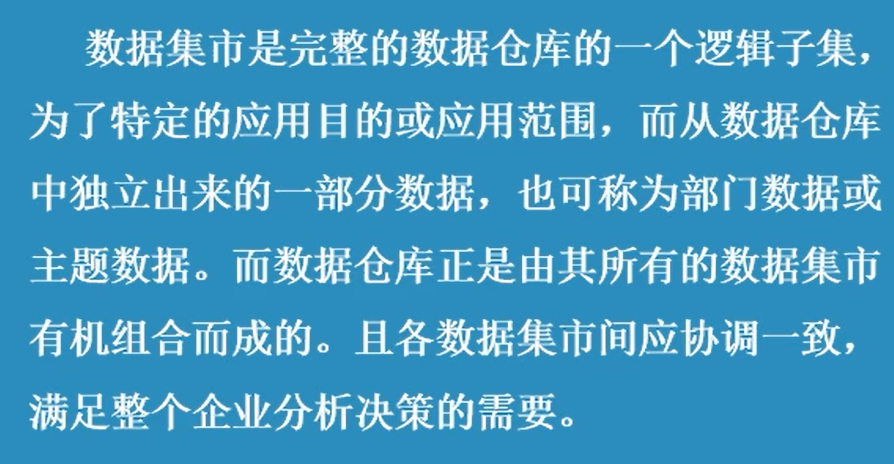 数据集市是完整的数据仓库的一个逻辑子集，
为了特定的应用目的或应用范围，而从数据仓库
中独立出来的一部分数据，也可称为部门数据或
主题数据。而数据仓库正是由其所有的数据集市
有机组合而成的。且各数据集市间应协调一致，
满足整个企业分析决策的需要。